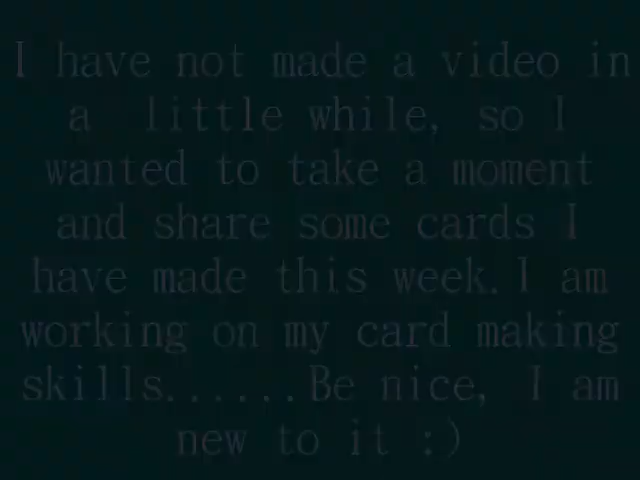 I have not made a video in
a little while, so I
wanted to take a moment
and share some cards I
have made this week.I am
working on my card making
skills......Be nice, I am
new to it :)